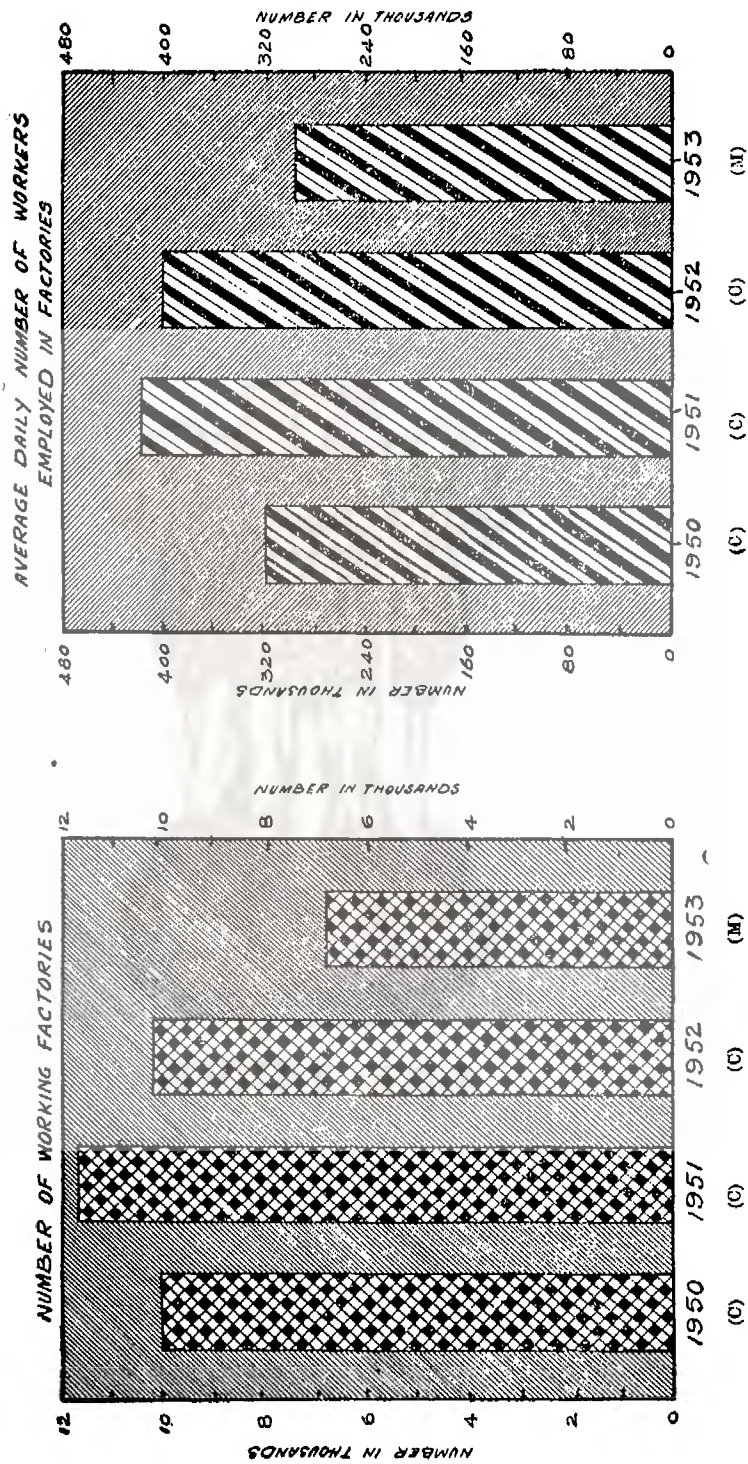 NUMBER OF WORKING FACTORIES
NUMBER IN THOUSANDS
12
10
8
6
4
2
0
12
10
8
6
4
2
0
NUMBER IN THOUSANDS
1950 1951 1952 1953
(C) (C) (C) (M)
AVERAGE DAILY NUMBER OF WORKERS
EMPLOYED IN FACTORIES
NUMBER IN THOUSANDS
480
400
320
240
160
80
0
480
400
320
240
160
80
0
NUMBER IN THOUSANDS
1950 1951 1952 1953
(C) (C) (C) (M)